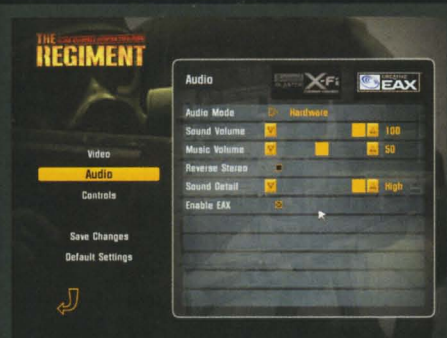 THE
REGIMENT
Audio
X-Fi
EAX
Audio Mode Hardware
Sound Volume 100
Music Volume 50
Reverse Stereo
Sound Detail High
Enable EAX
Video
Audio
Controls
Save Changes
Default Settings